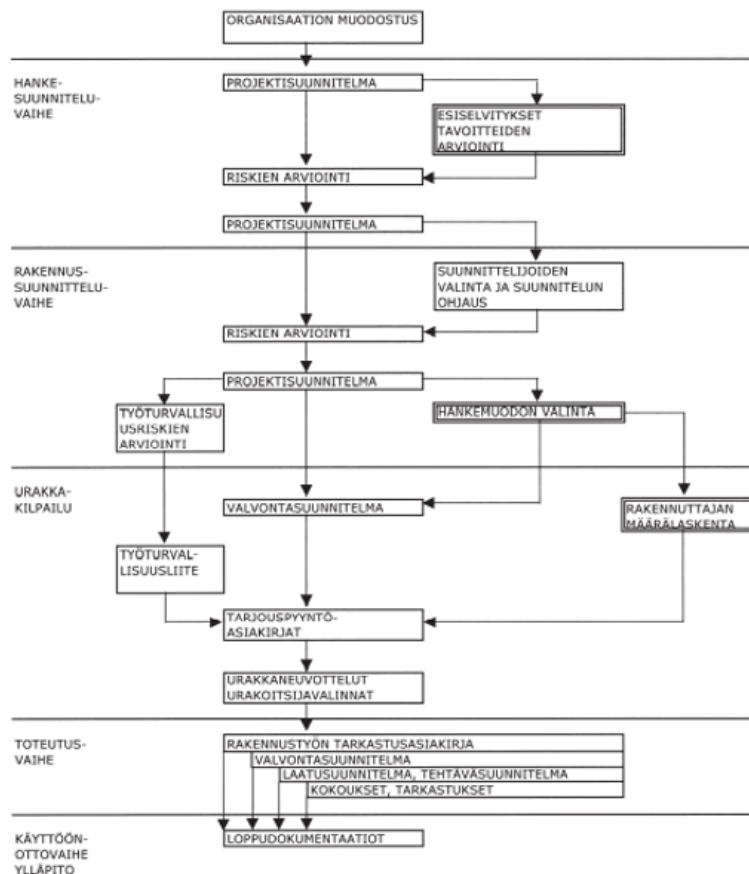 ORGANISAATION MUODOSTUS
HANKE-
SUUNNITELU-
VAIHE
PROJEKTISUUNNITELMA
ESISELVITYKSET
TAVOITTEIDEN
ARVIOINTI
RISKIEN ARVIOINTI
PROJEKTISUUNNITELMA
RAKENNUS-
SUUNNITTELU-
VAIHE
SUUNNITTELIJOIDEN
VALINTA JA SUUNNITELUN
OHJAUS
RISKIEN ARVIOINTI
PROJEKTISUUNNITELMA
TYÖTURVALLISU
USRISKIEN
ARVIOINTI
HANKEMUODON VALINTA
URAKKA-
KILPAILU
VALVONTASUUNNITELMA
RAKENNUTTAJAN
MÄÄRÄLASKENTA
TYÖTURVAL-
LISUUSLIITE
TARJOUSPYYNTÖ-
ASIAKIRJAT
URAKKANEUVOTTELUT
URAKOITSIJAVALINNAT
TOTEUTUS-
VAIHE
RAKENNUSTYÖN TARKASTUSASIAKIRJA
VALVONTASUUNNITELMA
LAATUSUUNNITELMA, TEHTÄVÄSUUNNITELMA
KOKOUKSET, TARKASTUKSET
KÄYTTÖÖN-
OTTOVAIHE
YLLÄPITO
LOPPUDOKUMENTAATIOT